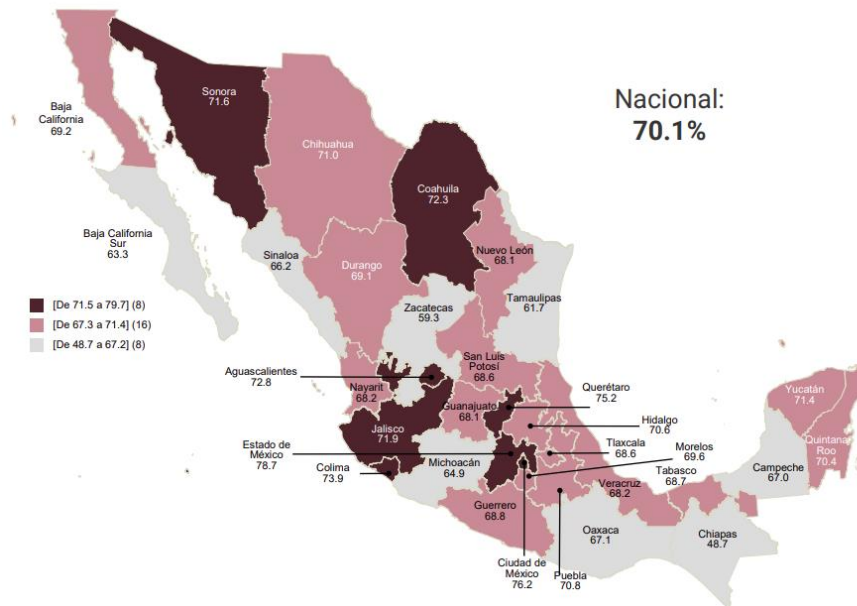 Nacional:
70.1%
Baja
California
69.2
Sonora
71.6
Chihuahua
71.0
Coahuila
72.3
Baja California
Sur
63.3
Sinaloa
66.2
Durango
69.1
Nuevo León
68.1
Tamaulipas
61.7
Zacatecas
59.3
[De 71.5 a 79.7] (8)
[De 67.3 a 71.4] (16)
[De 48.7 a 67.2] (8)
Aguascalientes
72.8
San Luis
Potosí
68.6
Nayarit
68.2
Guanajuato
68.1
Querétaro
75.2
Yucatán
71.4
Jalisco
71.9
Hidalgo
70.6
Quintana
Roo
70.4
Estado de
México
78.7
Tlaxcala
68.6
Morelos
69.6
Colima
73.9
Michoacán
64.9
Veracruz
68.2
Tabasco
68.7
Campeche
67.0
Guerrero
68.8
Oaxaca
67.1
Chiapas
48.7
Ciudad de
México
76.2
Puebla
70.8